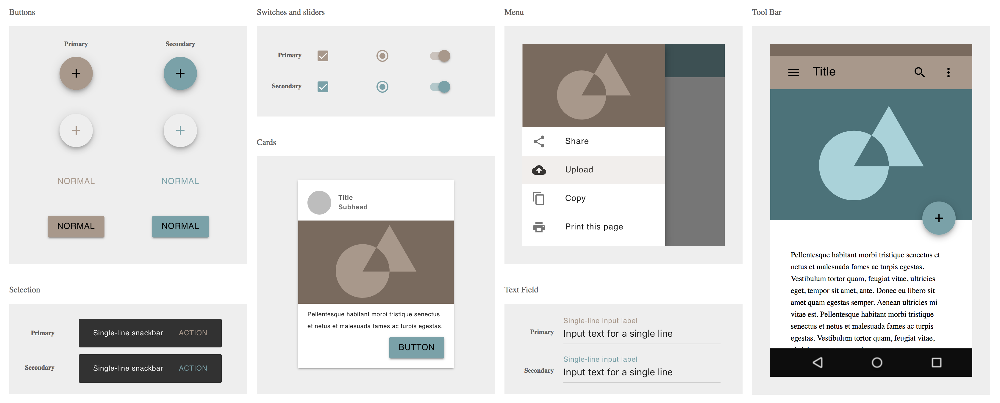 Buttons
Primary
Secondary
NORMAL
NORMAL
NORMAL
NORMAL
Selection
Primary
Single-line snackbar
ACTION
Secondary
Single-line snackbar
ACTION
Switches and sliders
Primary
Secondary
Cards
Title
Subhead
Pellentesque habitant morbi tristique senectus
et netus et malesuada fames ac turpis egestas.
BUTTON
Menu
Share
Upload
Copy
Print this page
Text Field
Primary
Single-line input label
Input text for a single line
Secondary
Single-line input label
Input text for a single line
Tool Bar
Title
Pellentesque habitant morbi tristique senectus et
netus et malesuada fames ac turpis egestas.
Vestibulum tortor quam, feugiat vitae, ultricies
eget, tempor sit amet, ante. Donec eu libero sit
amet quam egestas semper. Aenean ultricies mi
vitae est. Pellentesque habitant morbi tristique
senectus et netus et malesuada fames ac turpis
egestas. Vestibulum tortor quam, feugiat vitae,